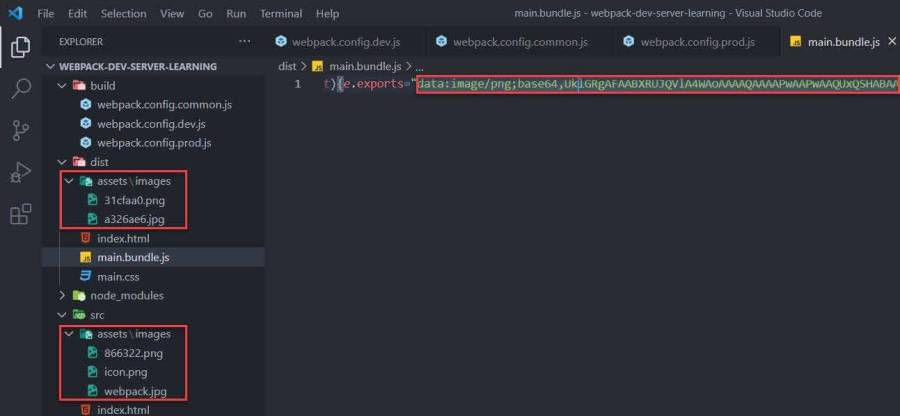 File Edit Selection View Go Run Terminal Help main.bundle.js - webpack-dev-server-learning - Visual Studio Code
EXPLORER ··· webpack.config.dev.js webpack.config.common.js webpack.config.prod.js JS main.bundle.js ×
WEBPACK-DEV-SERVER-LEARNING dist > JS main.bundle.js > ...
build 1 t){e.exports="data:image/png;base64,UklGRgAFAABXRUJQVlA4WAoAAAAQAAAAPwAAPwAAQUxQSHABAA
webpack.config.common.js
webpack.config.dev.js
webpack.config.prod.js
dist
assets\images
31cfaa0.png
a326ae6.jpg
index.html
JS main.bundle.js
main.css
node_modules
src
assets\images
866322.png
icon.png
webpack.jpg
index.html